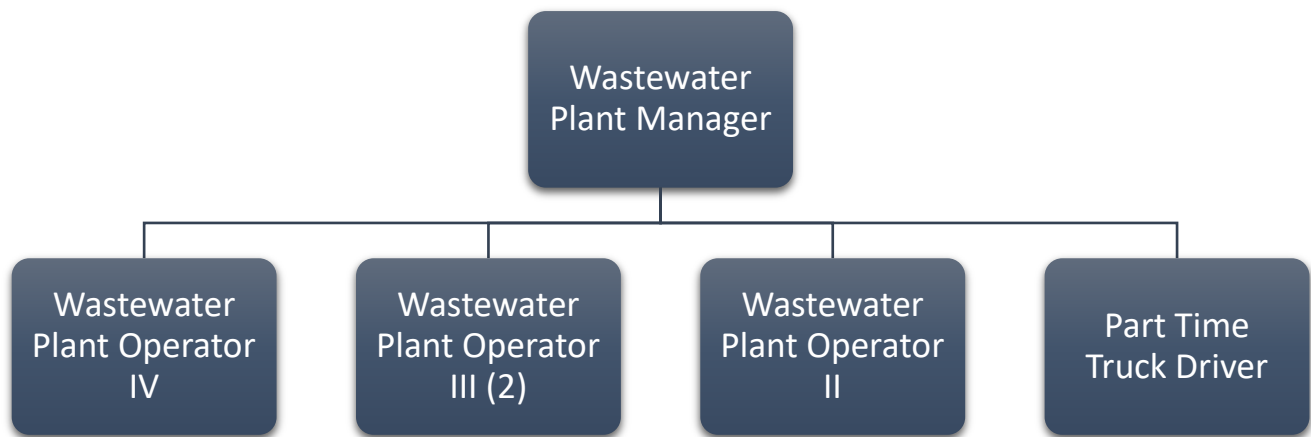 Wastewater
Plant Manager
Wastewater
Plant Operator
IV
Wastewater
Plant Operator
III (2)
Wastewater
Plant Operator
II
Part Time
Truck Driver